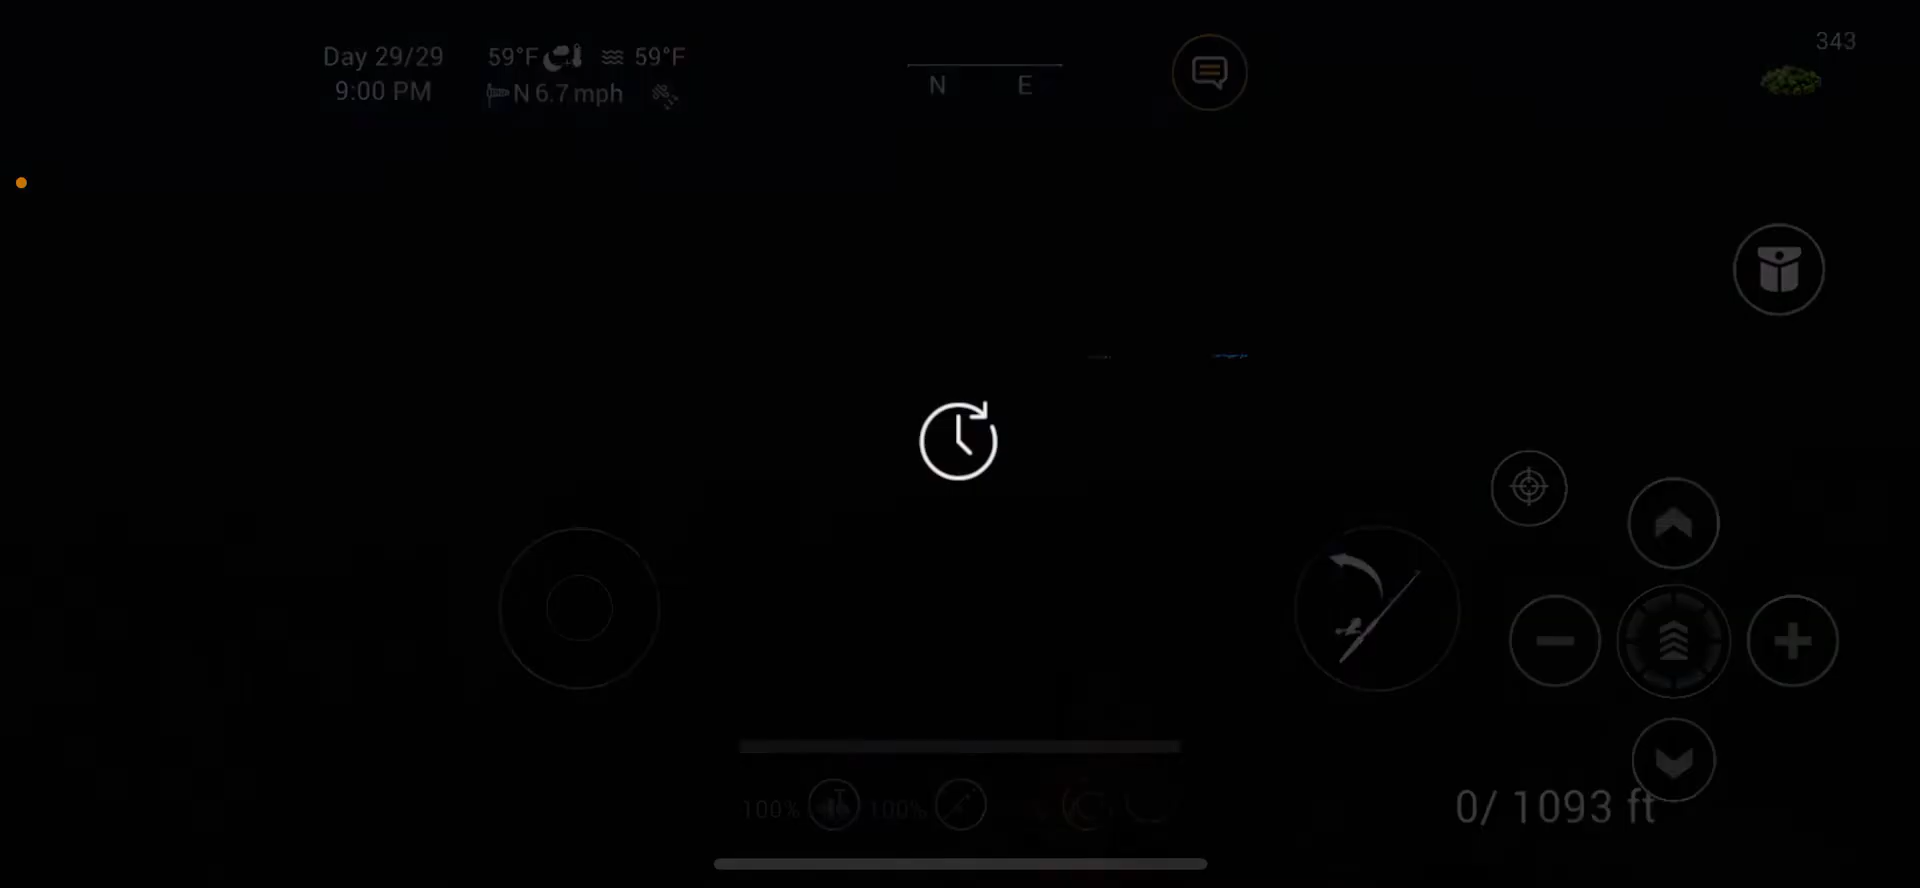 Day 29/29
9:00 PM
59°F
59°F
N 6.7 mph
N E
343
100%
100%
0/ 1093 ft